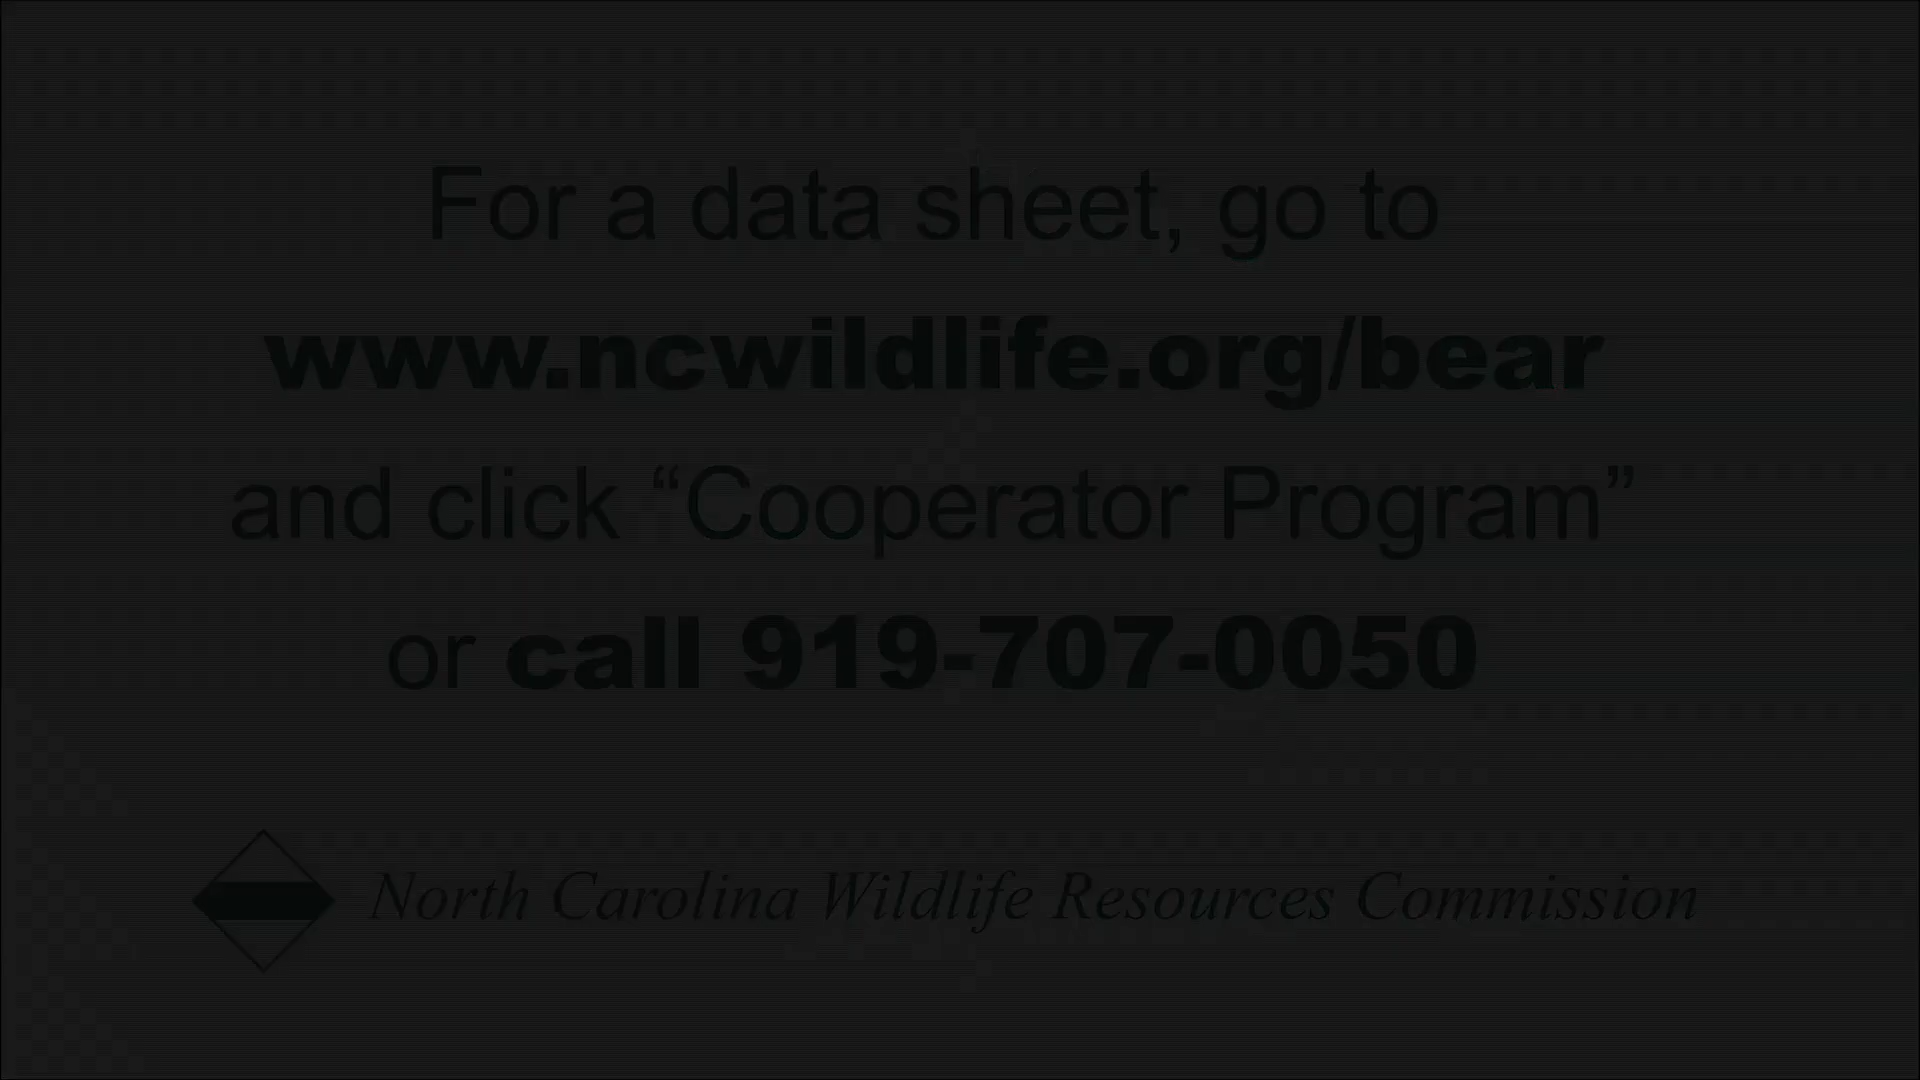 For a data sheet, go to
www.ncwildlife.org/bear
and click “Cooperator Program”
or call 919-707-0050
North Carolina Wildlife Resources Commission